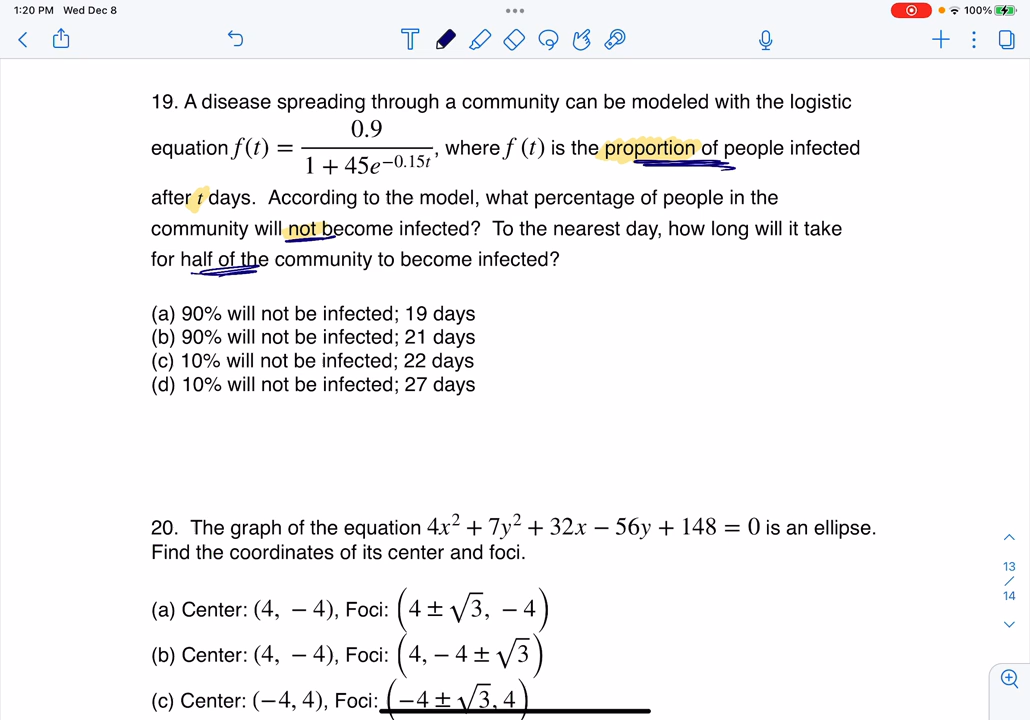 1:20 PM Wed Dec 8
100%
19. A disease spreading through a community can be modeled with the logistic
equation f(t) = 0.9 / (1 + 45e^−0.15t), where f (t) is the proportion of people infected
after t days. According to the model, what percentage of people in the
community will not become infected? To the nearest day, how long will it take
for half of the community to become infected?
(a) 90% will not be infected; 19 days
(b) 90% will not be infected; 21 days
(c) 10% will not be infected; 22 days
(d) 10% will not be infected; 27 days
20. The graph of the equation 4x² + 7y² + 32x − 56y + 148 = 0 is an ellipse.
Find the coordinates of its center and foci.
(a) Center: (4, − 4), Foci: (4 ± √3, − 4)
(b) Center: (4, − 4), Foci: (4, − 4 ± √3)
(c) Center: (−4, 4), Foci: (−4 ± √3, 4)
13
/
14